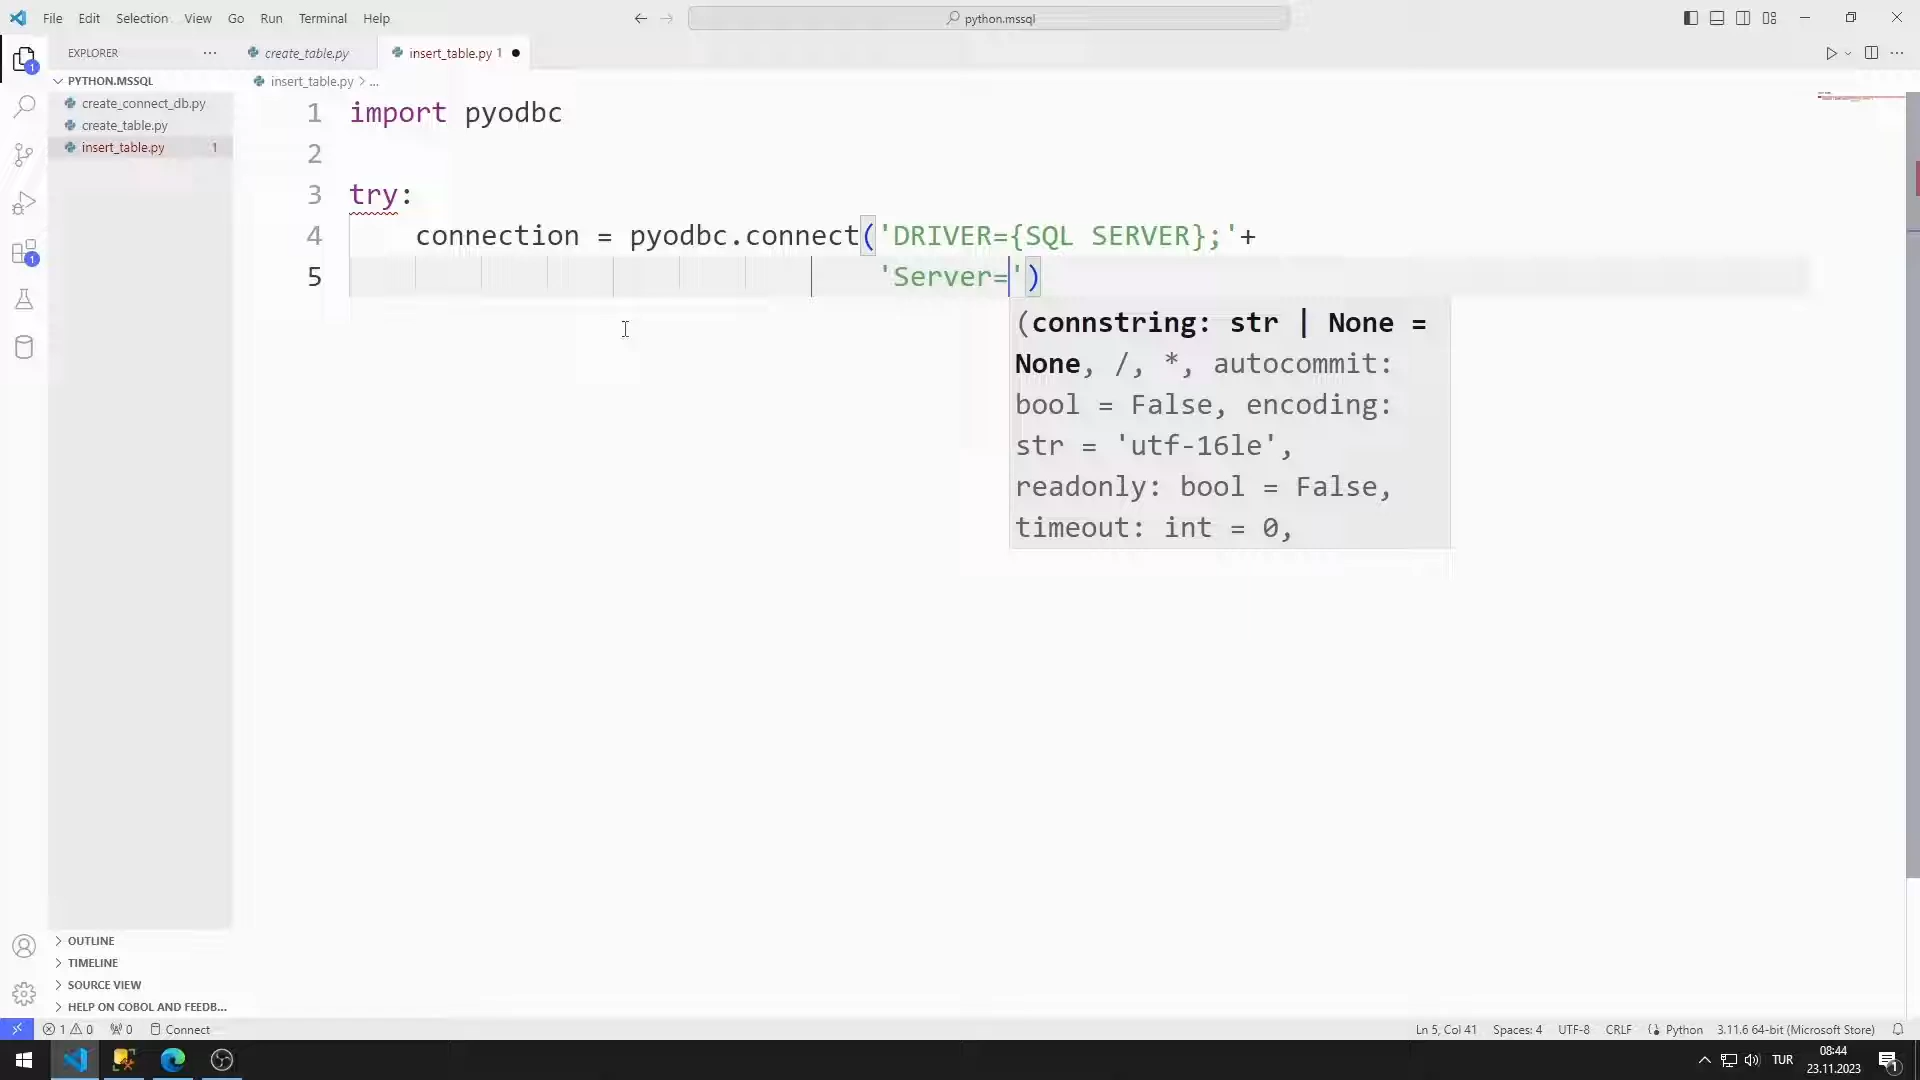 File Edit Selection View Go Run Terminal Help
python.mssql
EXPLORER
create_table.py
insert_table.py 1
PYTHON.MSSQL
insert_table.py > ...
create_connect_db.py
create_table.py
insert_table.py 1
1
1
1 import pyodbc
2
3 try:
4 connection = pyodbc.connect('DRIVER={SQL SERVER};'+
5 'Server=')
(connstring: str | None =
None, /, *, autocommit:
bool = False, encoding:
str = 'utf-16le',
readonly: bool = False,
timeout: int = 0,
OUTLINE
TIMELINE
SOURCE VIEW
HELP ON COBOL AND FEEDB...
1 0 0 Connect
Ln 5, Col 41 Spaces: 4 UTF-8 CRLF Python 3.11.6 64-bit (Microsoft Store)
TUR
08:44
23.11.2023
1